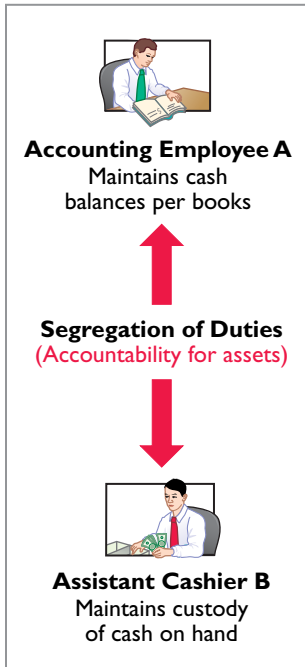 Accounting Employee A
Maintains cash
balances per books
Segregation of Duties
(Accountability for assets)
Assistant Cashier B
Maintains custody
of cash on hand